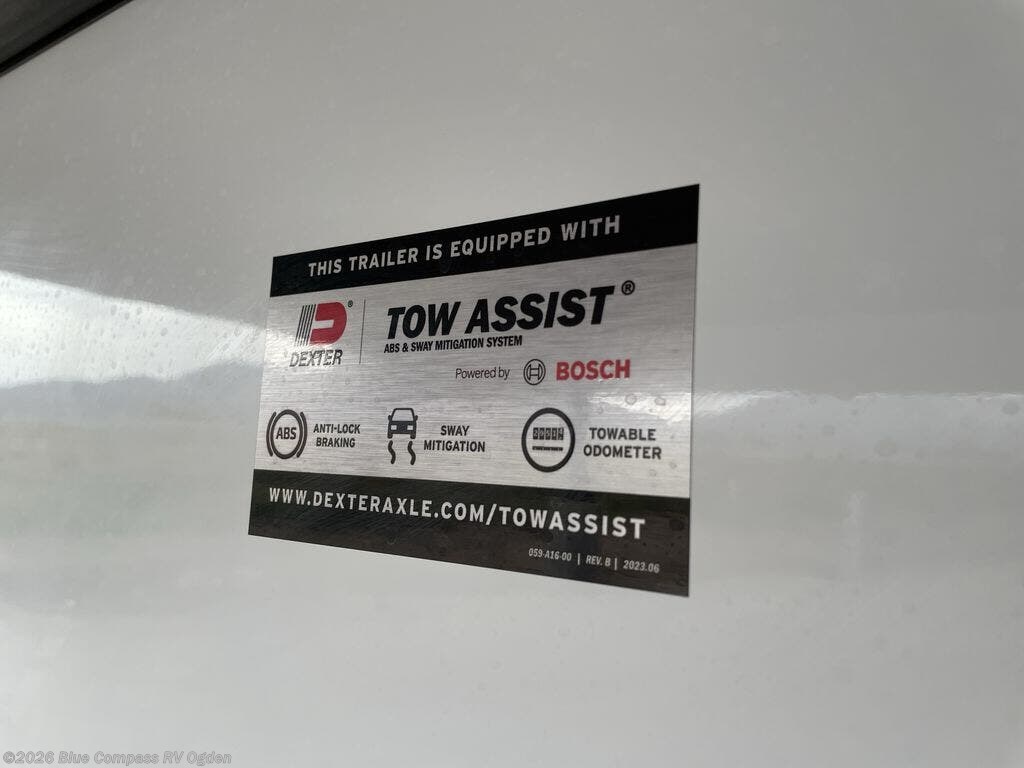 THIS TRAILER IS EQUIPPED WITH
DEXTER®
TOW ASSIST®
ABS & SWAY MITIGATION SYSTEM
Powered by BOSCH
ABS
ANTI-LOCK
BRAKING
SWAY
MITIGATION
TOWABLE
ODOMETER
WWW.DEXTERAXLE.COM/TOWASSIST
059-A16-00 | REV. B | 2023.06
©2026 Blue Compass RV Ogden